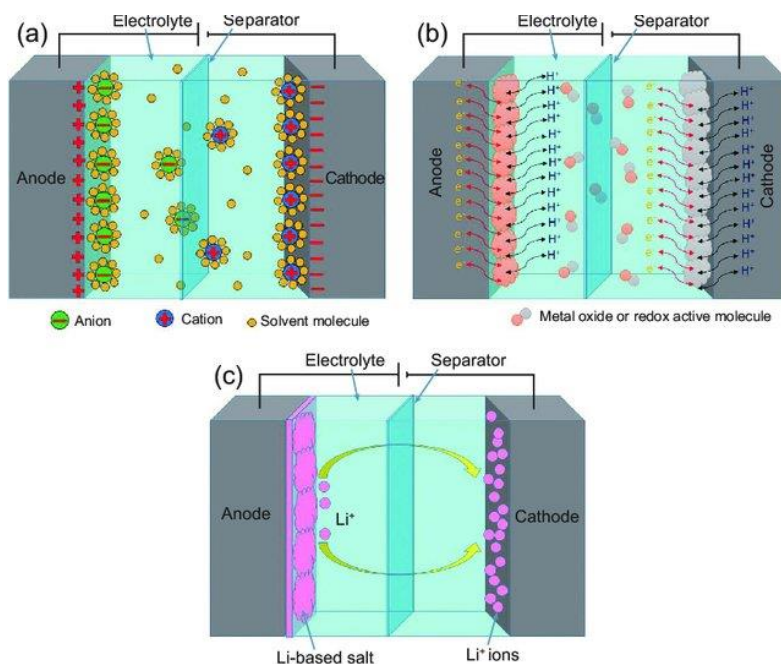 (a)
Electrolyte
Separator
Anode
Cathode
Anion
Cation
Solvent molecule
(b)
Electrolyte
Separator
Anode
Cathode
e⁻ e⁻ e⁻ e⁻ e⁻ e⁻ e⁻ e⁻ e⁻ e⁻ e⁻ e⁻
H⁺ H⁺ H⁺ H⁺ H⁺ H⁺ H⁺ H⁺ H⁺ H⁺ H⁺ H⁺
e⁻ e⁻ e⁻ e⁻ e⁻ e⁻ e⁻ e⁻ e⁻ e⁻ e⁻ e⁻
H⁺ H⁺ H⁺ H⁺ H⁺ H⁺ H⁺ H⁺ H⁺ H⁺ H⁺ H⁺
Metal oxide or redox active molecule
(c)
Electrolyte
Separator
Anode
Li⁺
Cathode
Li-based salt
Li⁺ ions